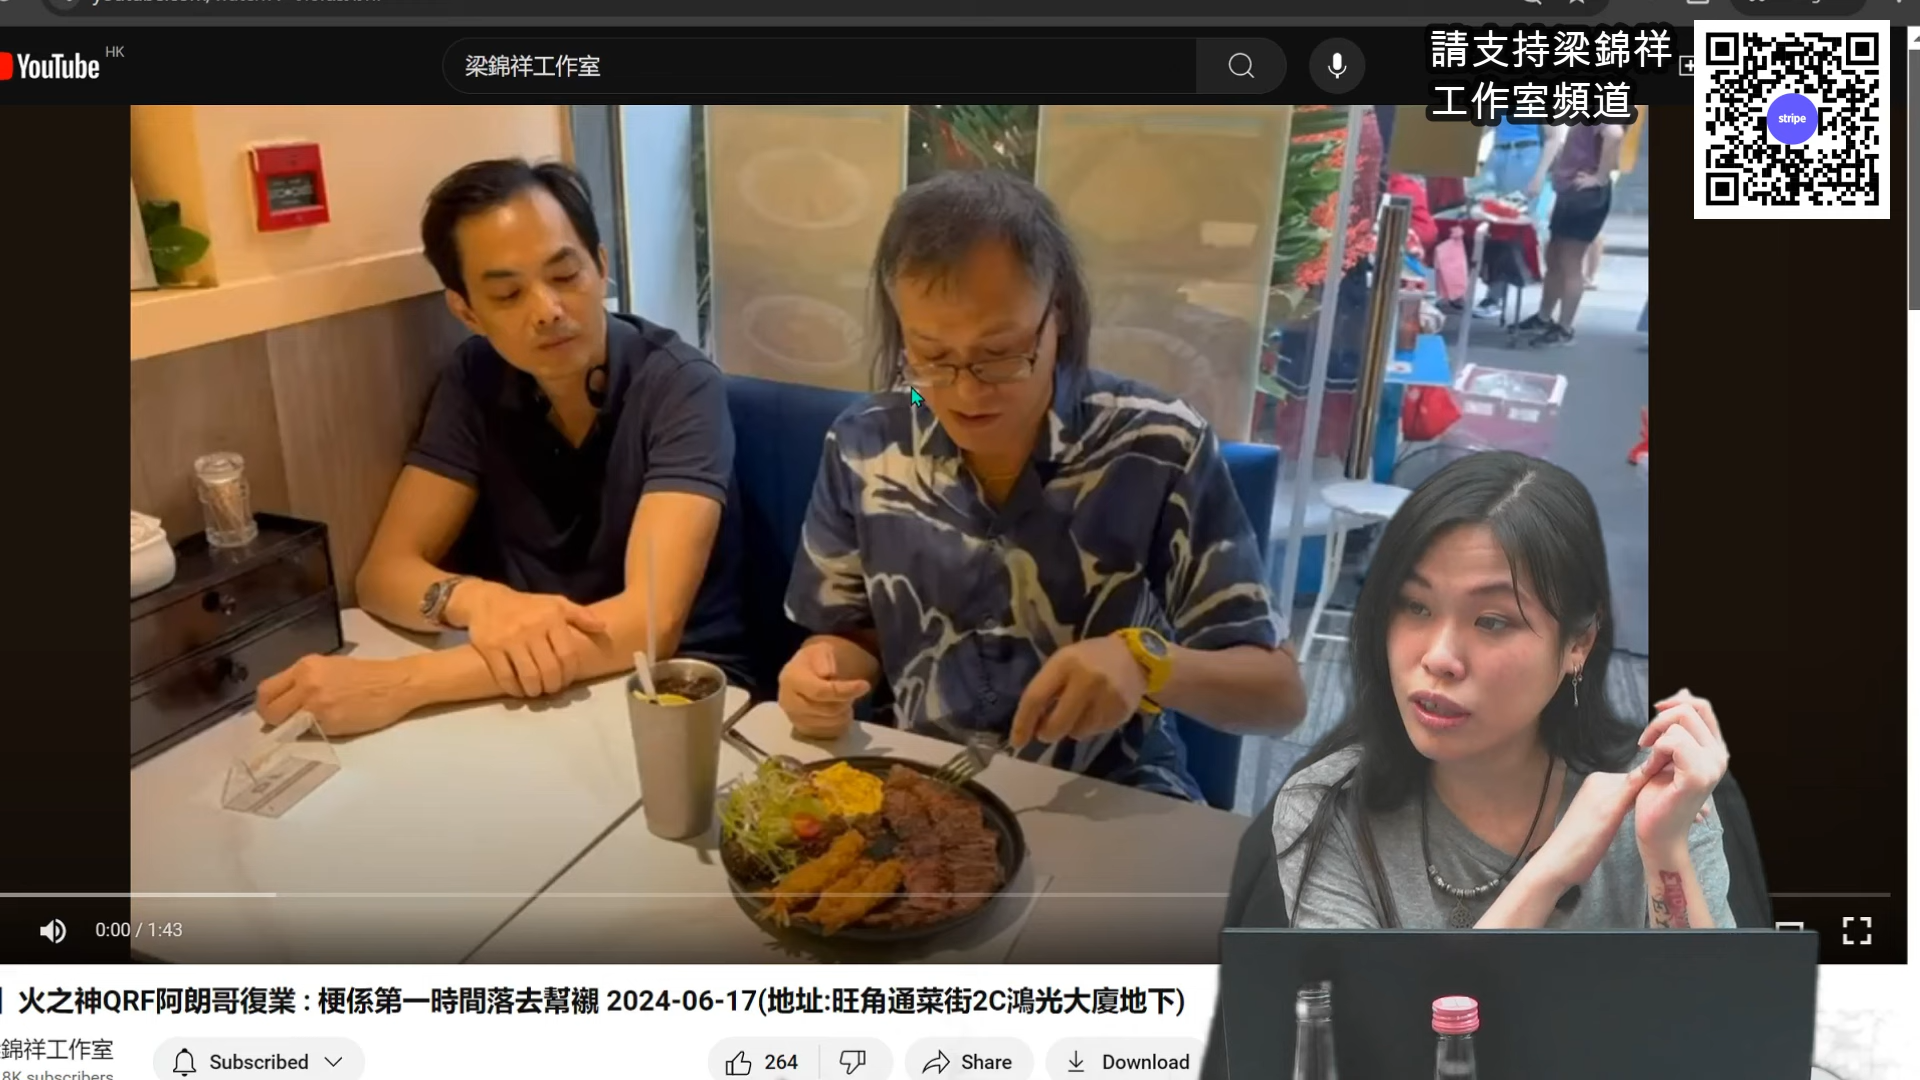 YouTube HK
梁錦祥工作室
請支持梁錦祥
工作室頻道
stripe
0:00 / 1:43
火之神QRF阿朗哥復業 : 梗係第一時間落去幫襯 2024-06-17(地址:旺角通菜街2C鴻光大廈地下)
錦祥工作室
8K subscribers
Subscribed
264
Share
Download